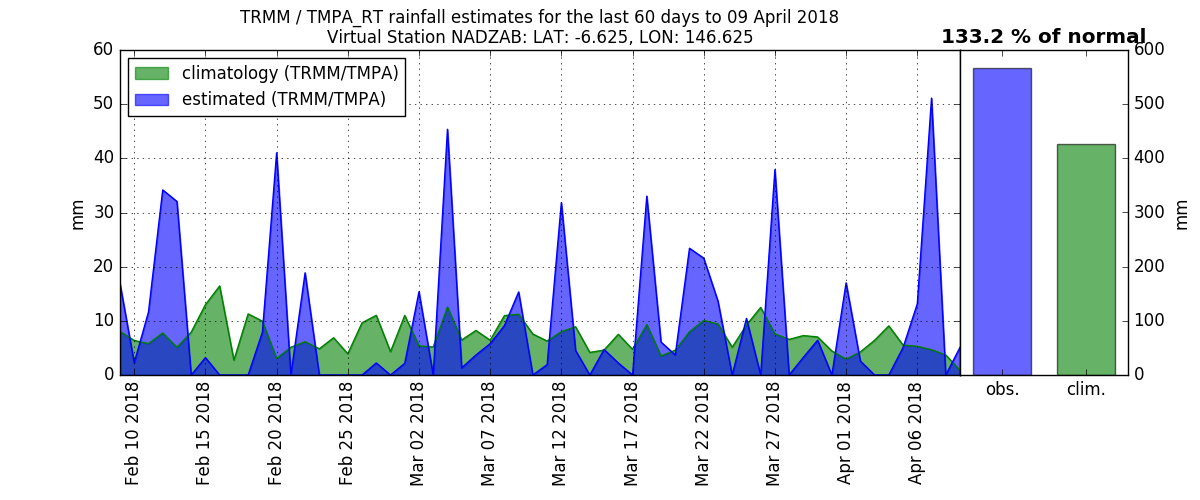 TRMM / TMPA_RT rainfall estimates for the last 60 days to 09 April 2018
Virtual Station NADZAB: LAT: -6.625, LON: 146.625
133.2 % of normal
climatology (TRMM/TMPA)
estimated (TRMM/TMPA)
60
50
40
30
20
10
0
mm
Feb 10 2018
Feb 15 2018
Feb 20 2018
Feb 25 2018
Mar 02 2018
Mar 07 2018
Mar 12 2018
Mar 17 2018
Mar 22 2018
Mar 27 2018
Apr 01 2018
Apr 06 2018
600
500
400
300
200
100
0
mm
obs.
clim.